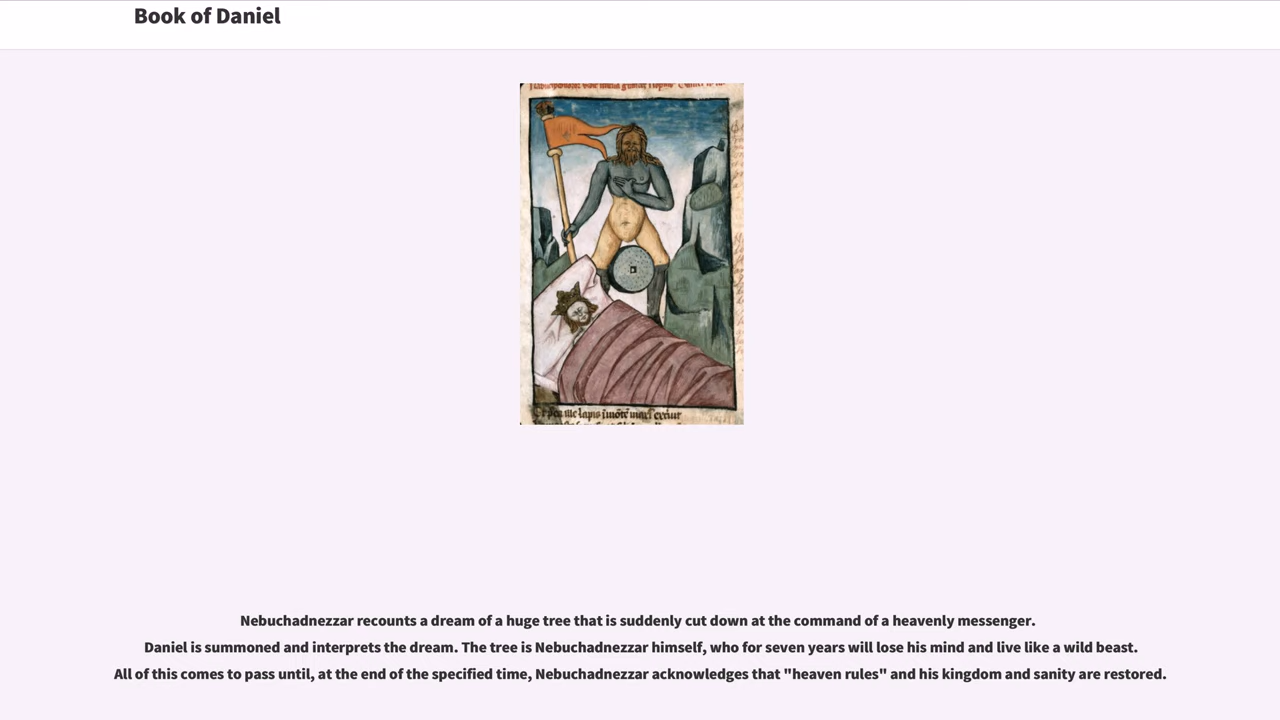 Book of Daniel
Nebuchadnezzar recounts a dream of a huge tree that is suddenly cut down at the command of a heavenly messenger.
Daniel is summoned and interprets the dream. The tree is Nebuchadnezzar himself, who for seven years will lose his mind and live like a wild beast.
All of this comes to pass until, at the end of the specified time, Nebuchadnezzar acknowledges that "heaven rules" and his kingdom and sanity are restored.